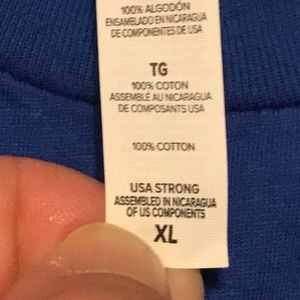 100% ALGODÓN
ENSAMBLADO EN NICARAGUA
DE COMPONENTES DE USA
TG
100% COTON
ASSEMBLÉ AU NICARAGUA
DE COMPOSANTS USA
100% COTTON
USA STRONG
ASSEMBLED IN NICARAGUA
OF US COMPONENTS
XL